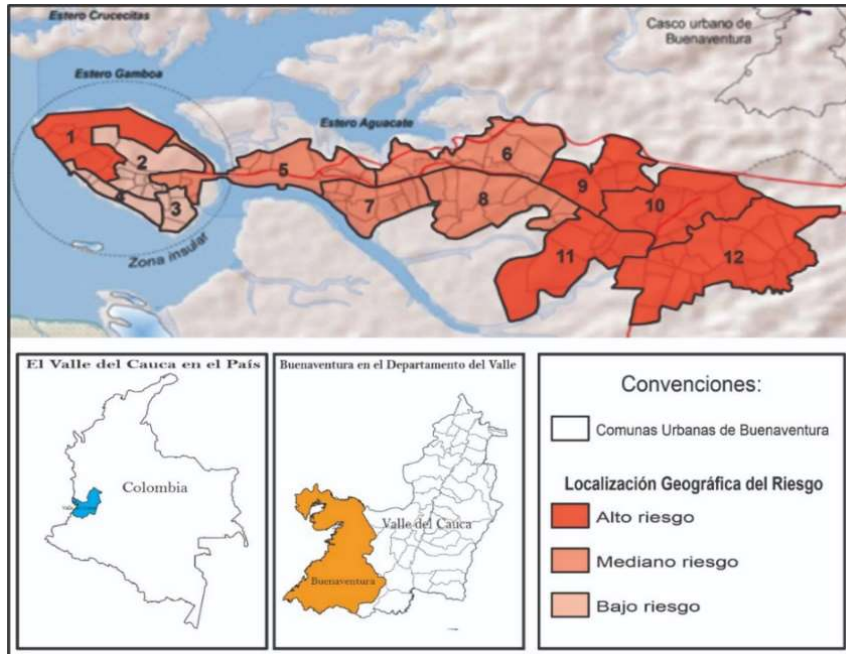 Estero Crucecitas
Casco urbano de
Buenaventura
Estero Gamboa
Estero Aguacate
1
2
3
4
5
6
7
8
9
10
11
12
Zona insular
El Valle del Cauca en el País
Colombia
Buenaventura en el Departamento del Valle
Valle del Cauca
Buenaventura
Convenciones:
Comunas Urbanas de Buenaventura
Localización Geográfica del Riesgo
Alto riesgo
Mediano riesgo
Bajo riesgo